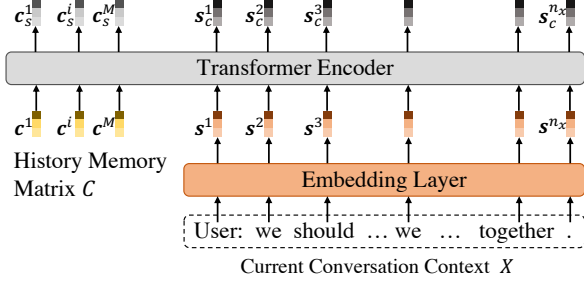 c_s^1 c_s^i c_s^M s_c^1 s_c^2 s_c^3 s_c^{n_x}
Transformer Encoder
c^1 c^i c^M s^1 s^2 s^3 s^{n_x}
History Memory
Matrix C
Embedding Layer
User: we should … we … together .
Current Conversation Context X